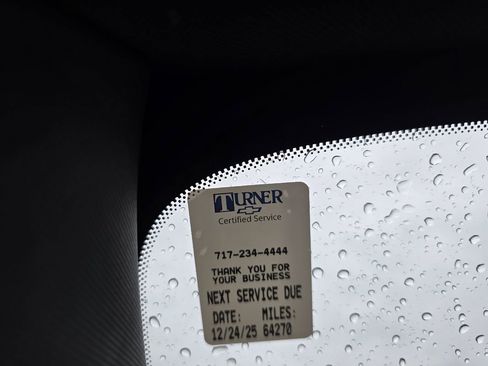 TURNER
Certified Service
717-234-4444
THANK YOU FOR
YOUR BUSINESS
NEXT SERVICE DUE
DATE: MILES:
12/24/25 64270